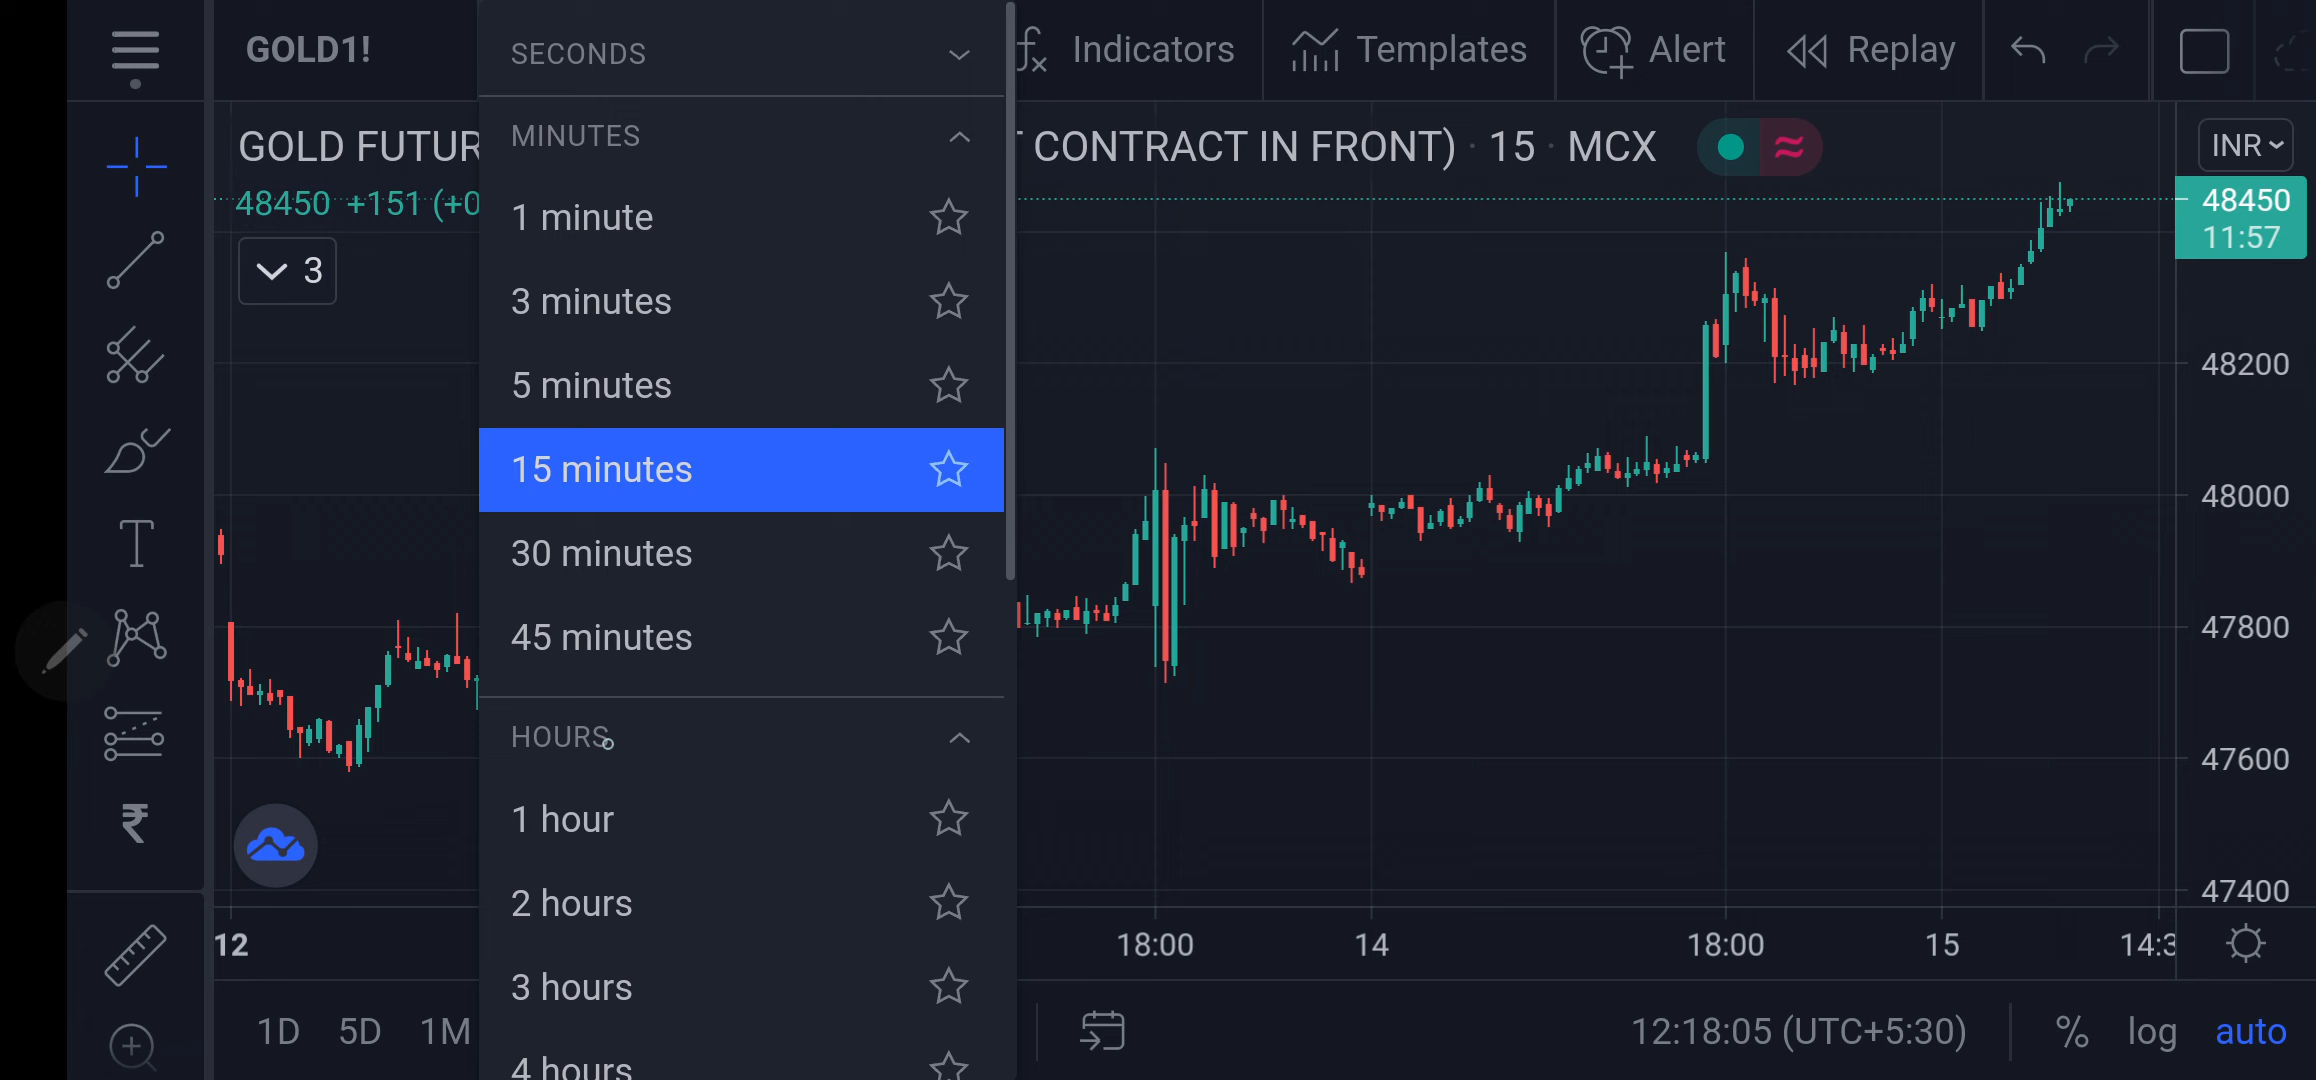 GOLD1!
SECONDS
Indicators
Templates
Alert
Replay
MINUTES
GOLD FUTUR
CONTRACT IN FRONT) · 15 · MCX
INR
48450 +151 (+0
48450
11:57
1 minute
3
3 minutes
5 minutes
48200
15 minutes
48000
30 minutes
45 minutes
47800
HOURS
47600
1 hour
₹
47400
2 hours
12
18:00
14
18:00
15
14:3
3 hours
1D 5D 1M
12:18:05 (UTC+5:30)
% log auto
4 hours